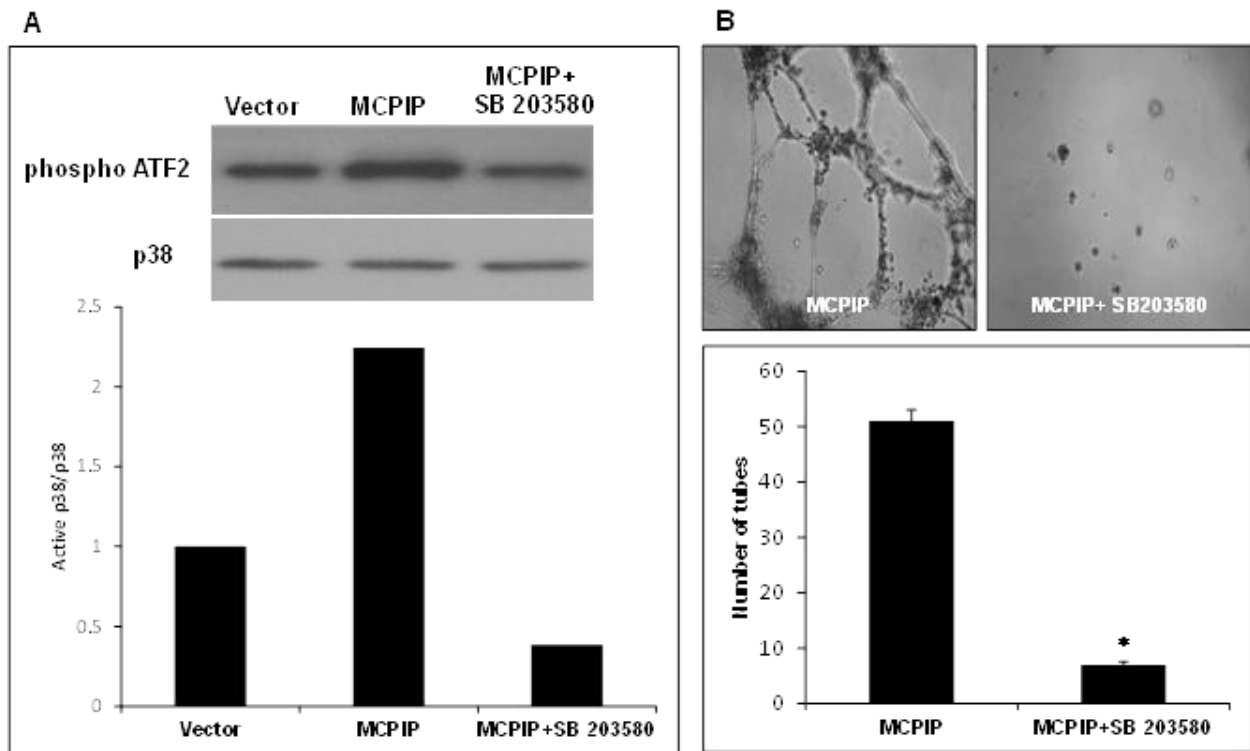 A
Vector
MCPIP
MCPIP+
SB 203580
phospho ATF2
p38
2.5
2
1.5
1
0.5
0
Active p38/p38
Vector
MCPIP
MCPIP+SB 203580
B
MCPIP
MCPIP+ SB203580
60
50
40
30
20
10
0
Number of tubes
*
MCPIP
MCPIP+SB 203580